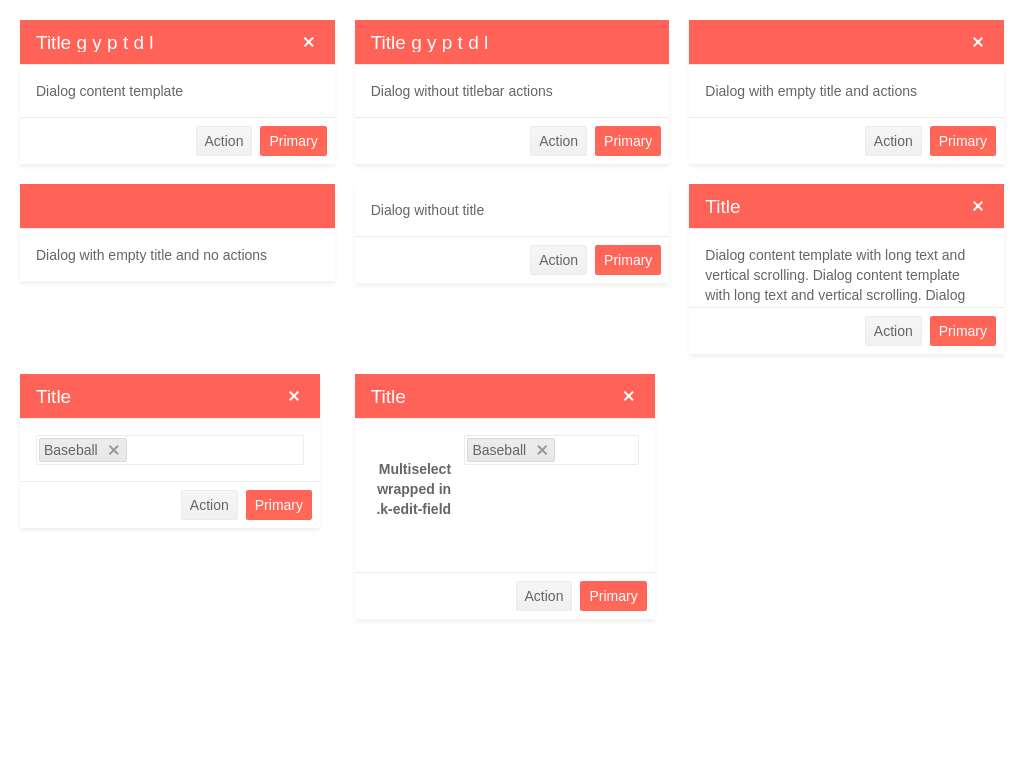 Title g y p t d l
Dialog content template
Action Primary
Title g y p t d l
Dialog without titlebar actions
Action Primary
Dialog with empty title and actions
Action Primary
Dialog with empty title and no actions
Dialog without title
Action Primary
Title
Dialog content template with long text and
vertical scrolling. Dialog content template
with long text and vertical scrolling. Dialog
Action Primary
Title
Baseball
Action Primary
Title
Multiselect
wrapped in
.k-edit-field
Baseball
Action Primary